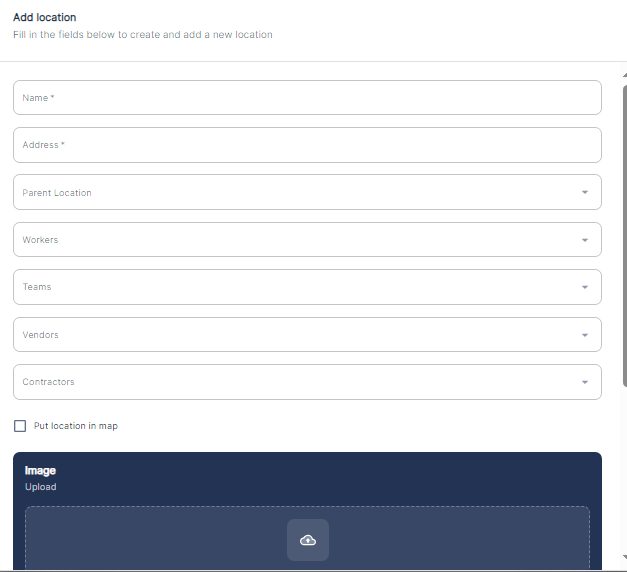 Add location
Fill in the fields below to create and add a new location
Name *
Address *
Parent Location
Workers
Teams
Vendors
Contractors
Put location in map
Image
Upload